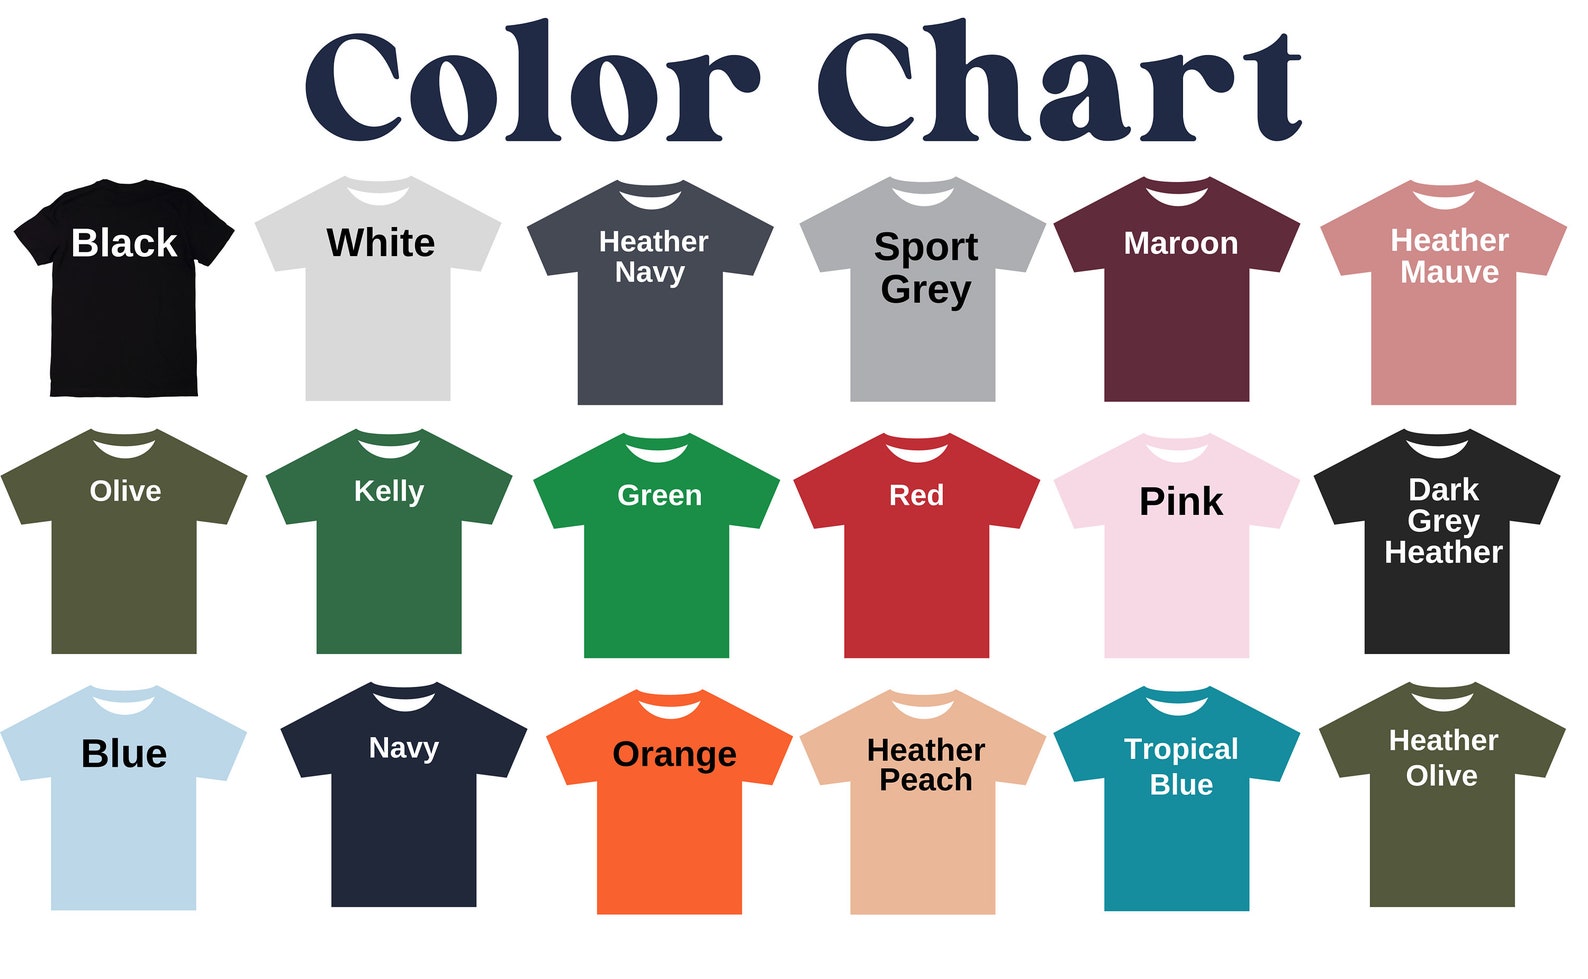 Color Chart
Black
White
Heather
Navy
Sport
Grey
Maroon
Heather
Mauve
Olive
Kelly
Green
Red
Pink
Dark
Grey
Heather
Blue
Navy
Orange
Heather
Peach
Tropical
Blue
Heather
Olive